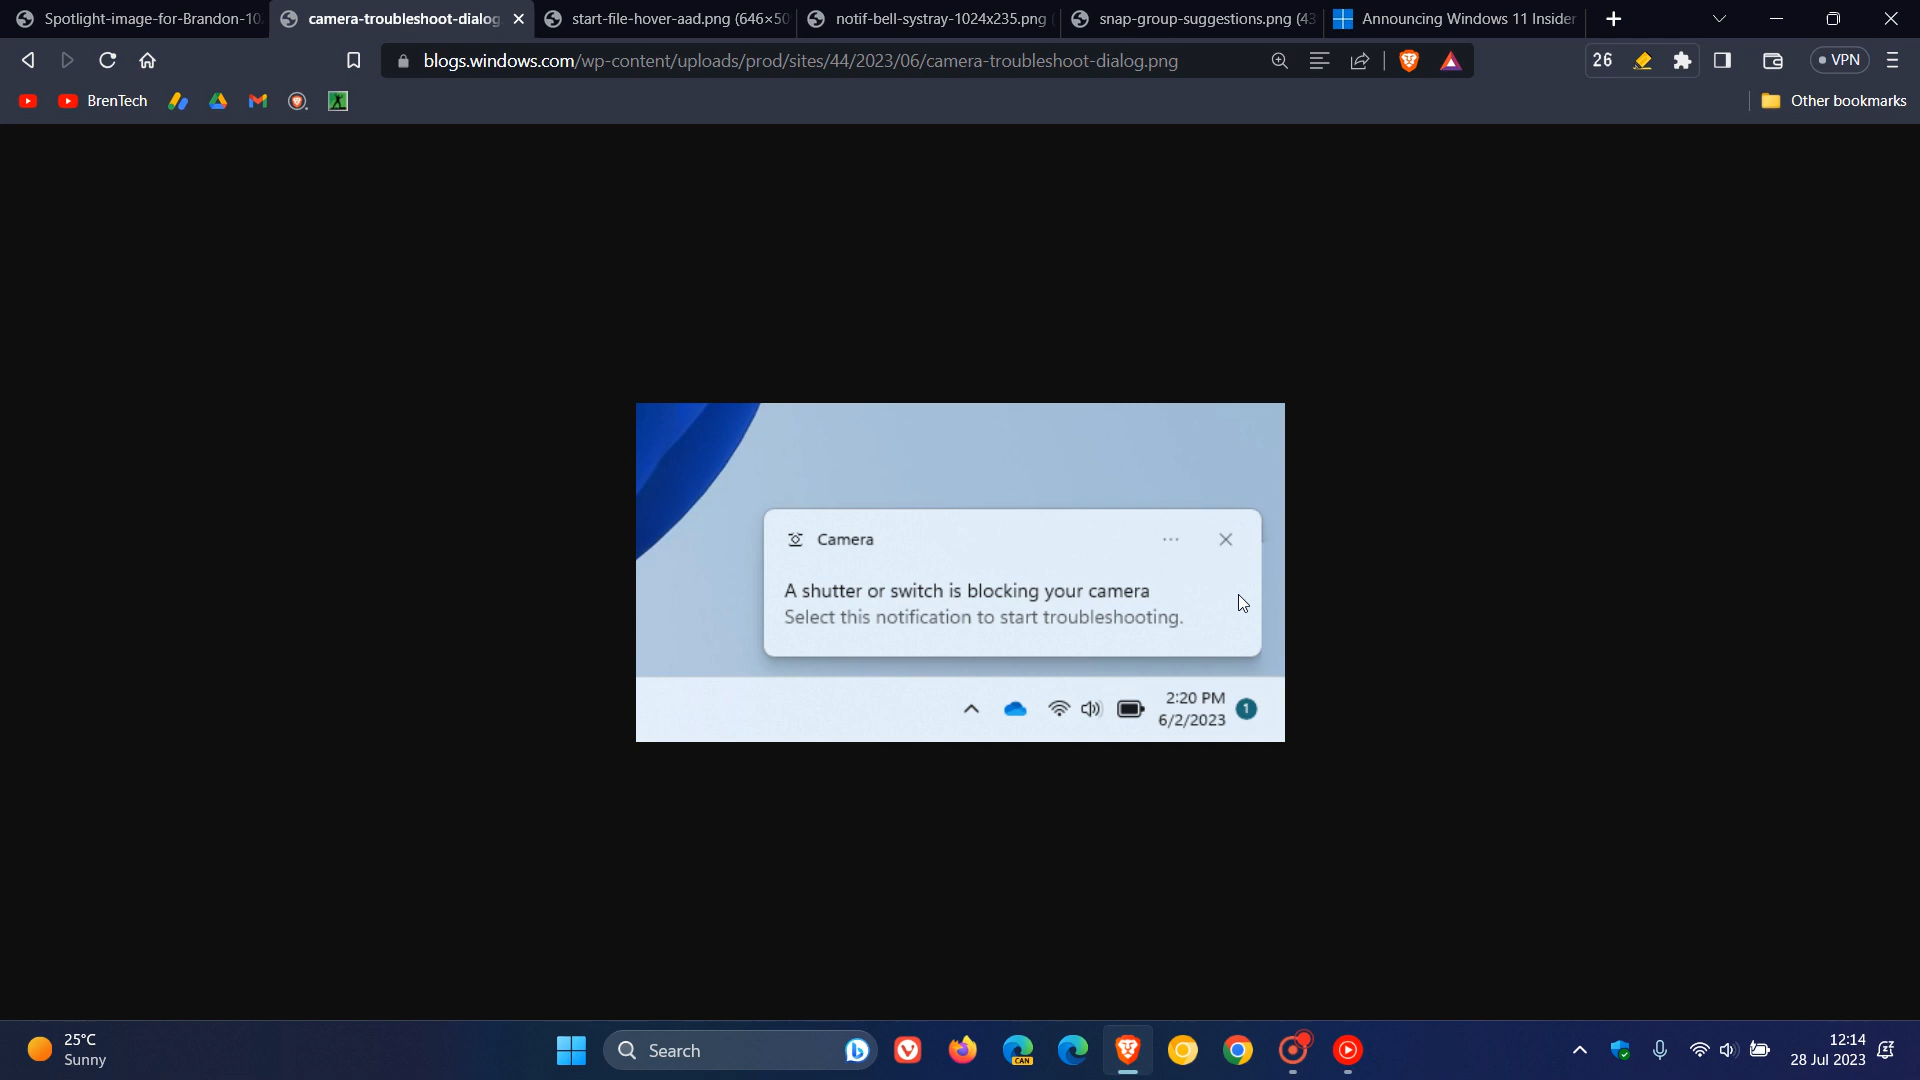 Spotlight-image-for-Brandon-10
camera-troubleshoot-dialog
start-file-hover-aad.png (646×50
notif-bell-systray-1024x235.png
snap-group-suggestions.png (43
Announcing Windows 11 Insider
blogs.windows.com/wp-content/uploads/prod/sites/44/2023/06/camera-troubleshoot-dialog.png
26
VPN
BrenTech
Other bookmarks
Camera
A shutter or switch is blocking your camera
Select this notification to start troubleshooting.
2:20 PM
6/2/2023
1
25°C
Sunny
Search
CAN
12:14
28 Jul 2023